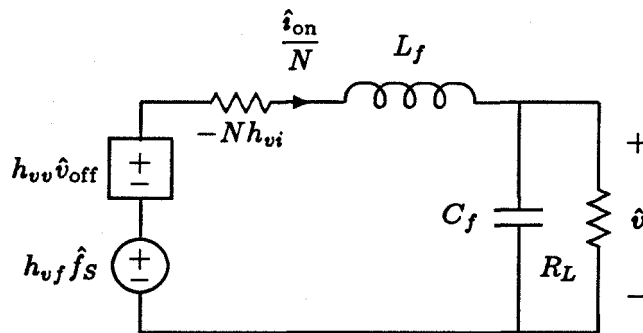 î_on / N
L_f
-Nh_vi
+
h_vv v̂_off
+
−
C_f
v̂
h_vf f̂_S
+
−
R_L
−